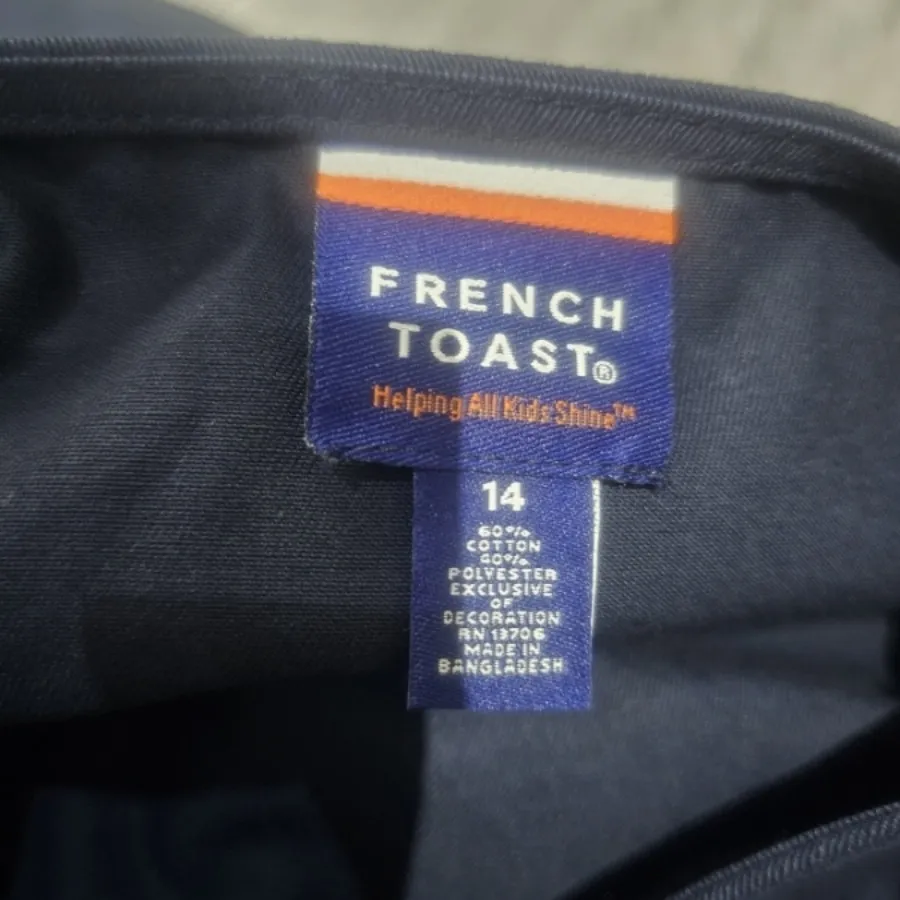 FRENCH
TOAST®
Helping All Kids Shine™
14
60%
COTTON
40%
POLYESTER
EXCLUSIVE
OF
DECORATION
RN 13706
MADE IN
BANGLADESH